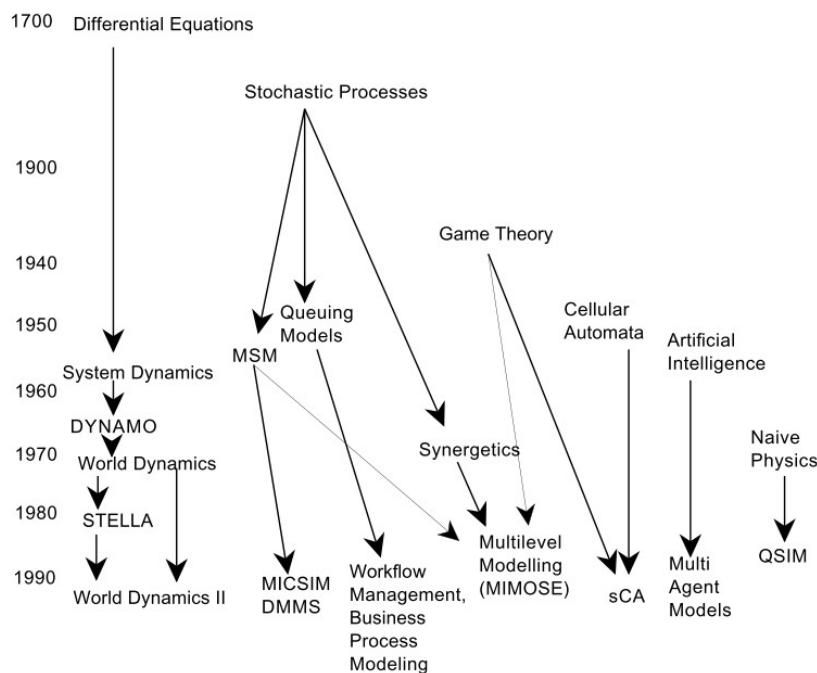 1700
Differential Equations
Stochastic Processes
1900
Game Theory
1940
Queuing
Models
Cellular
Automata
1950
MSM
Artificial
Intelligence
System Dynamics
1960
DYNAMO
Synergetics
Naive
Physics
1970
World Dynamics
1980
STELLA
Multilevel
Modelling
(MIMOSE)
QSIM
1990
MICSIM
DMMS
Workflow
Management,
Business
Process
Modeling
sCA
Multi
Agent
Models
World Dynamics II